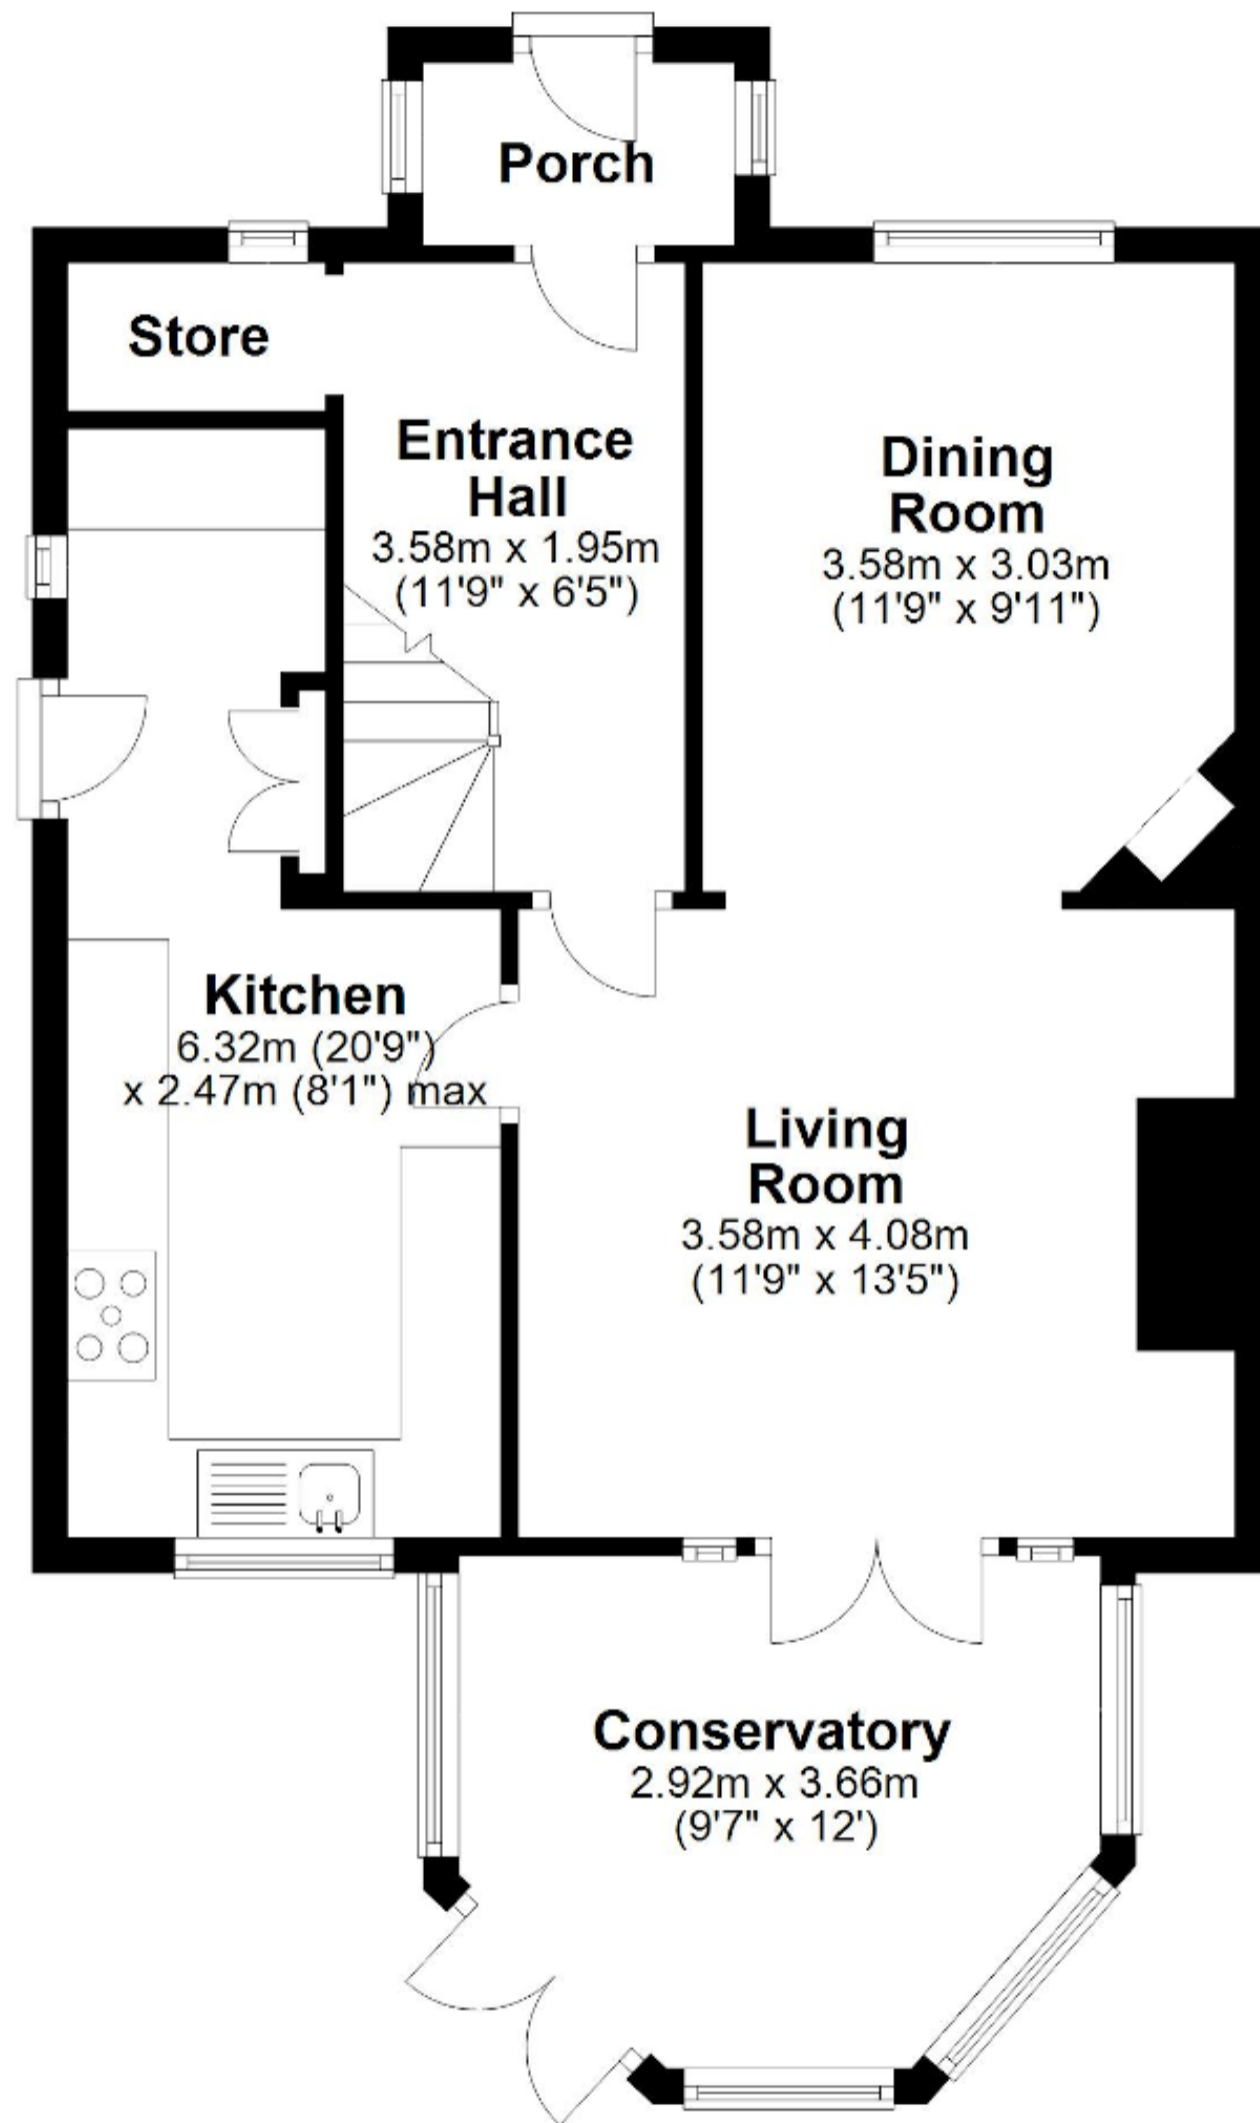 Porch
Store
Entrance
Hall
3.58m x 1.95m
(11'9" x 6'5")
Dining
Room
3.58m x 3.03m
(11'9" x 9'11")
Kitchen
6.32m (20'9")
x 2.47m (8'1") max
Living
Room
3.58m x 4.08m
(11'9" x 13'5")
Conservatory
2.92m x 3.66m
(9'7" x 12')